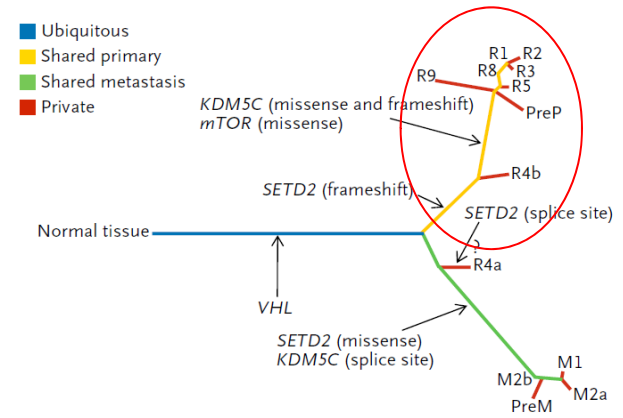 Ubiquitous
Shared primary
Shared metastasis
Private
R1 R2
R9 R8 R3
R5
KDM5C (missense and frameshift)
PreP
mTOR (missense)
R4b
SETD2 (frameshift)
SETD2 (splice site)
Normal tissue
?
R4a
VHL
SETD2 (missense)
KDM5C (splice site)
M1
M2b
M2a
PreM